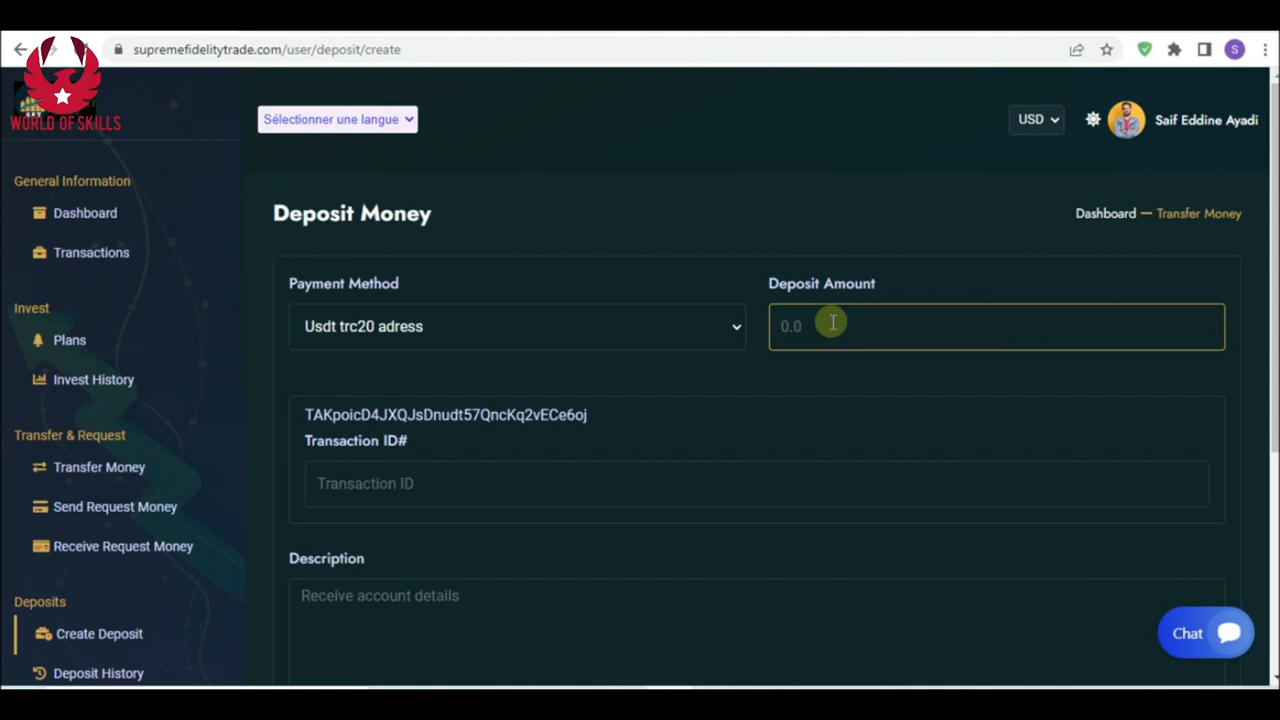 supremefidelitytrade.com/user/deposit/create
S
WORLD OF SKILLS
Sélectionner une langue
USD
Saif Eddine Ayadi
General Information
Dashboard
Transactions
Invest
Plans
Invest History
Transfer & Request
Transfer Money
Send Request Money
Receive Request Money
Deposits
Create Deposit
Deposit History
Deposit Money
Dashboard — Transfer Money
Payment Method
Usdt trc20 adress
Deposit Amount
0.0
TAKpoicD4JXQJsDnudt57QncKq2vECe6oj
Transaction ID#
Transaction ID
Description
Receive account details
Chat